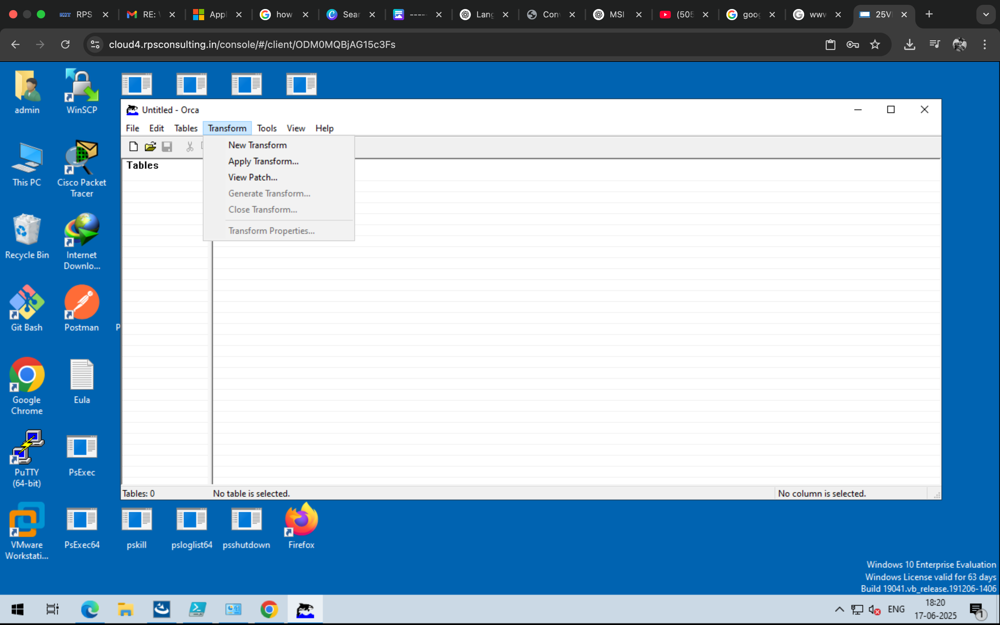 RPS
RE:
Appl
how
Sear
-----
Lang
Con
MSI
(505
goog
www
25V
cloud4.rpsconsulting.in/console/#/client/ODM0MQBjAG15c3Fs
admin
WinSCP
Untitled - Orca
File Edit Tables Transform Tools View Help
New Transform
Apply Transform...
View Patch...
Generate Transform...
Close Transform...
Transform Properties...
Tables
This PC
Cisco Packet
Tracer
Recycle Bin
Internet
Downlo...
Git Bash
Postman
P
Google
Chrome
Eula
PuTTY
(64-bit)
PsExec
Tables: 0
No table is selected.
No column is selected.
VMware
Workstati...
PsExec64
pskill
psloglist64
psshutdown
Firefox
Windows 10 Enterprise Evaluation
Windows License valid for 63 days
Build 19041.vb_release.191206-1406
ENG
18:20
17-06-2025
1